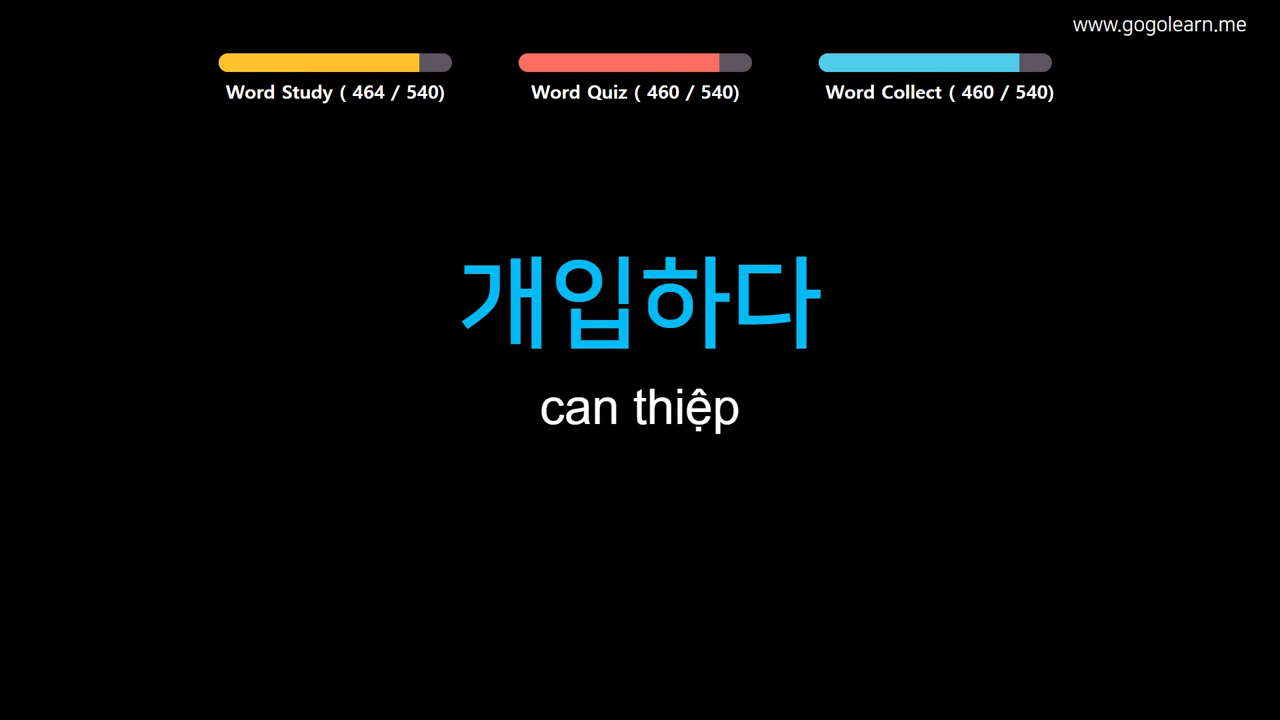 www.gogolearn.me
Word Study ( 464 / 540)
Word Quiz ( 460 / 540)
Word Collect ( 460 / 540)
개입하다
can thiệp